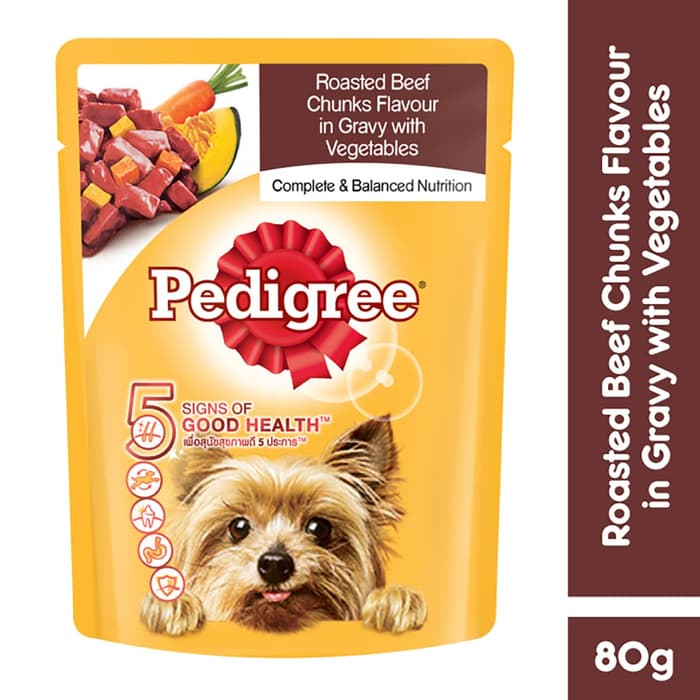 Roasted Beef
Chunks Flavour
in Gravy with
Vegetables
Complete & Balanced Nutrition
Pedigree®
5 SIGNS OF
GOOD HEALTH™
เพื่อสุนัขสุขภาพดี 5 ประการ™
Roasted Beef Chunks Flavour
in Gravy with Vegetables
80g